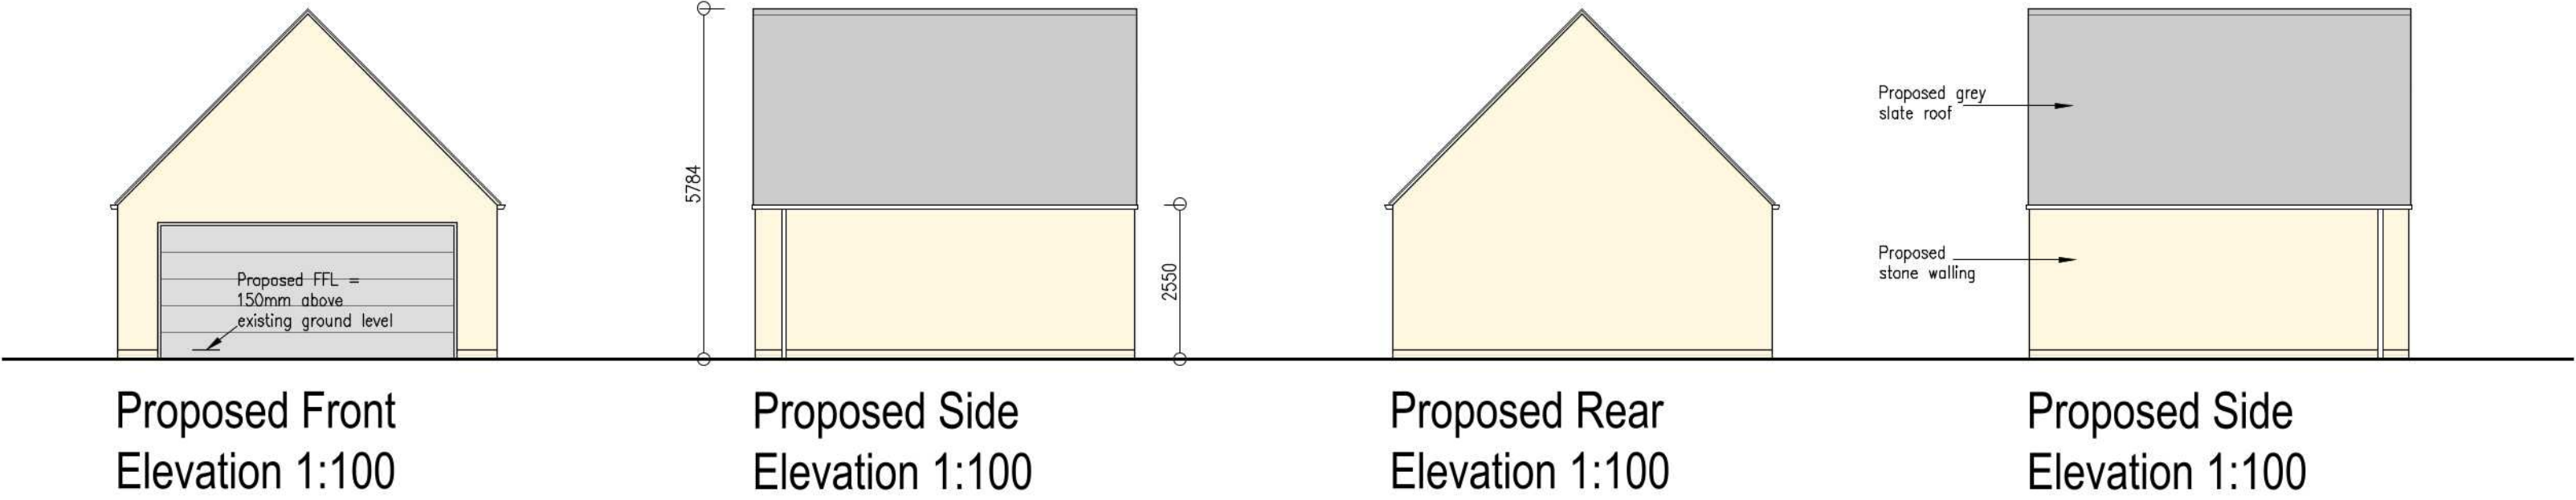 Proposed FFL =
150mm above
existing ground level
Proposed Front
Elevation 1:100
5784
2550
Proposed Side
Elevation 1:100
Proposed Rear
Elevation 1:100
Proposed grey
slate roof
Proposed
stone walling
Proposed Side
Elevation 1:100